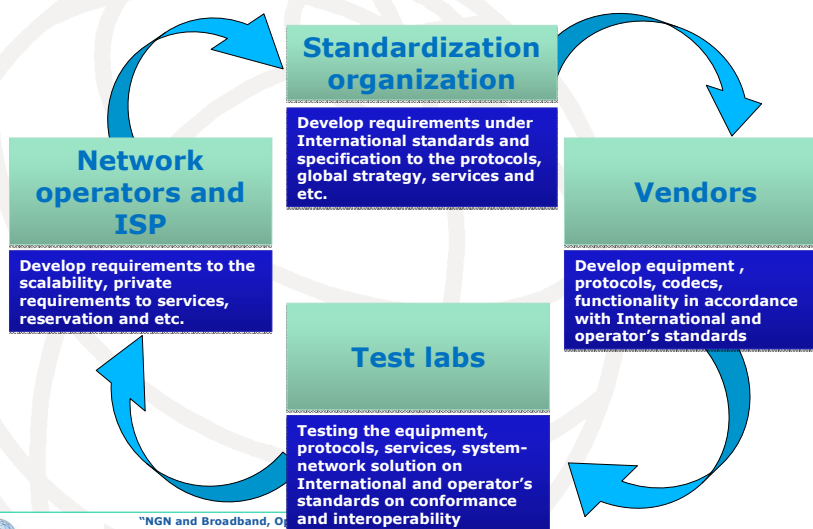 Standardization
organization
Develop requirements under
International standards and
specification to the protocols,
global strategy, services and
etc.
Network
operators and
ISP
Develop requirements to the
scalability, private
requirements to services,
reservation and etc.
Vendors
Develop equipment ,
protocols, codecs,
functionality in accordance
with International and
operator's standards
Test labs
Testing the equipment,
protocols, services, system-
network solution on
International and operator's
standards on conformance
and interoperability
"NGN and Broadband,